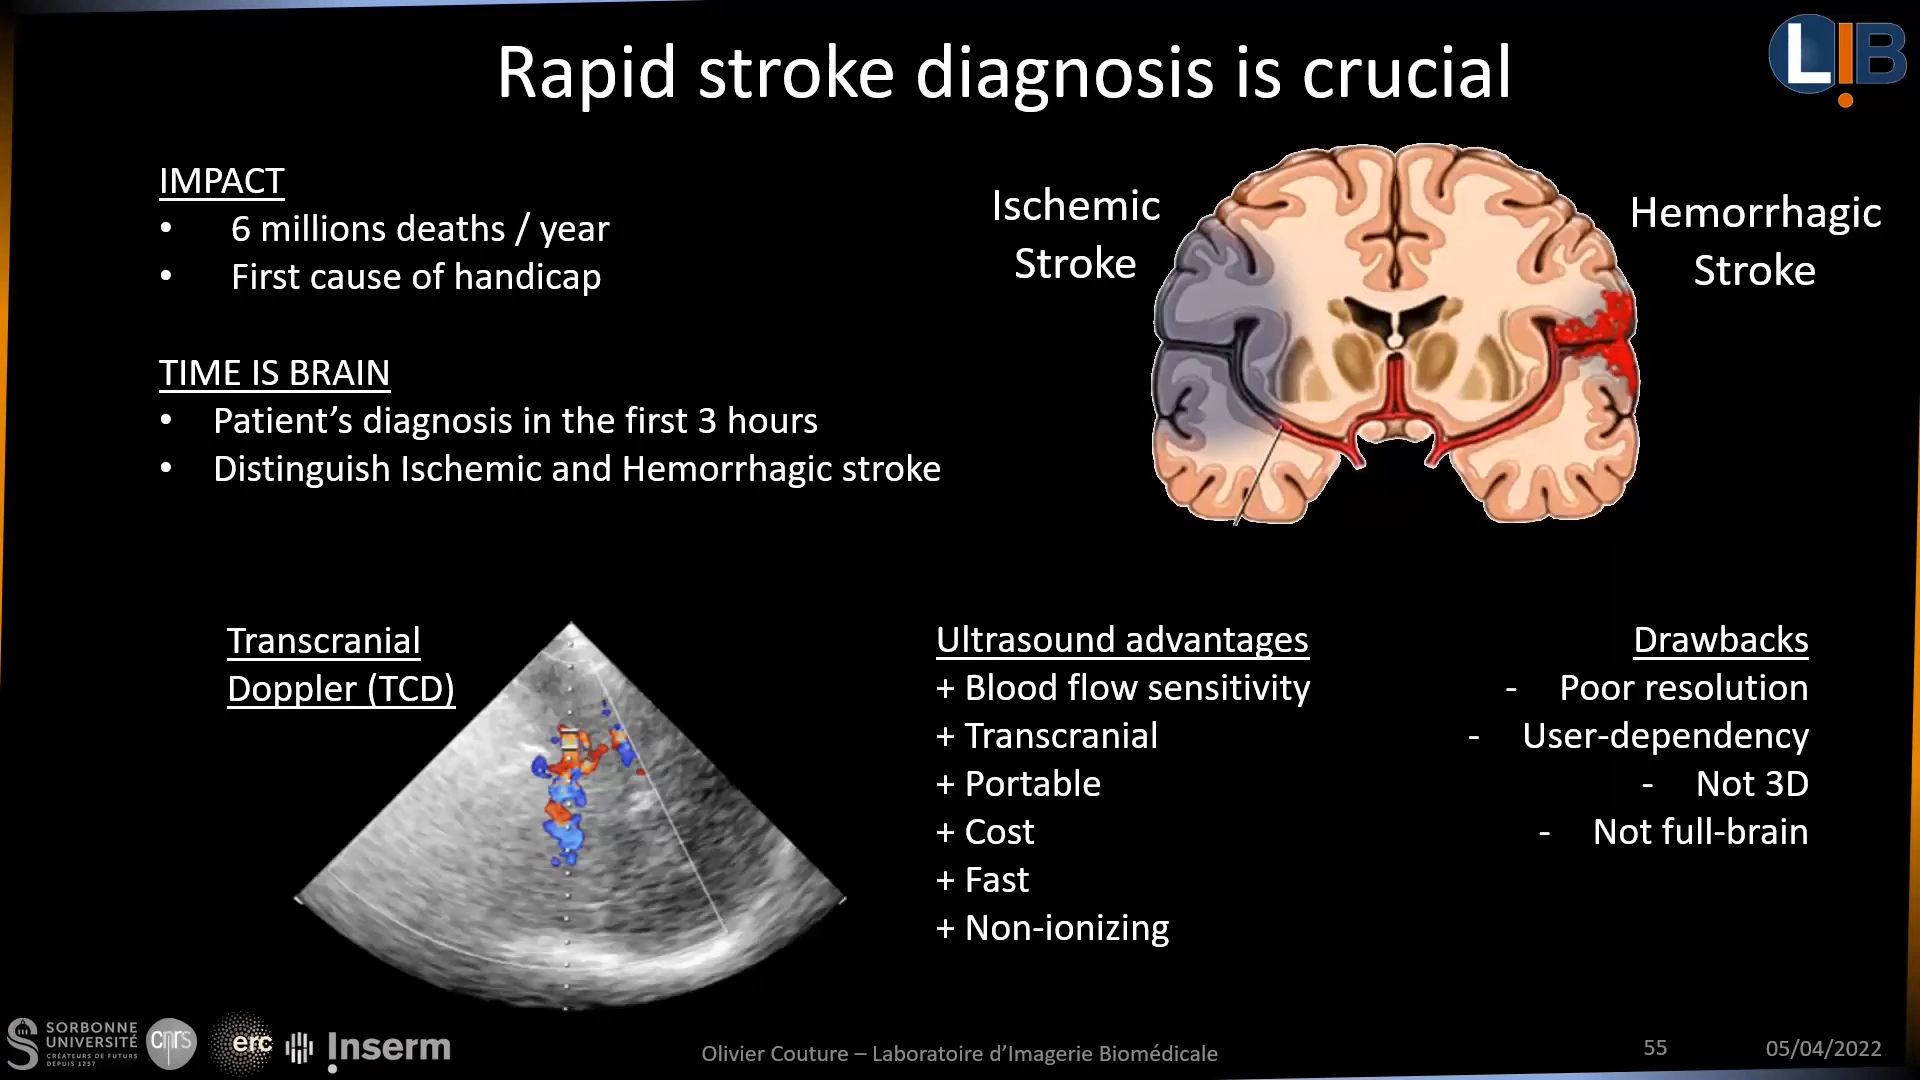 Rapid stroke diagnosis is crucial
LIB
IMPACT
• 6 millions deaths / year
• First cause of handicap
TIME IS BRAIN
• Patient’s diagnosis in the first 3 hours
• Distinguish Ischemic and Hemorrhagic stroke
Ischemic
Stroke
Hemorrhagic
Stroke
Transcranial
Doppler (TCD)
Ultrasound advantages
+ Blood flow sensitivity
+ Transcranial
+ Portable
+ Cost
+ Fast
+ Non-ionizing
Drawbacks
- Poor resolution
- User-dependency
- Not 3D
- Not full-brain
SORBONNE
UNIVERSITÉ
CRÉATEURS DE FUTURS
DEPUIS 1257
cnrs
erc
Inserm
Olivier Couture – Laboratoire d’Imagerie Biomédicale
55
05/04/2022